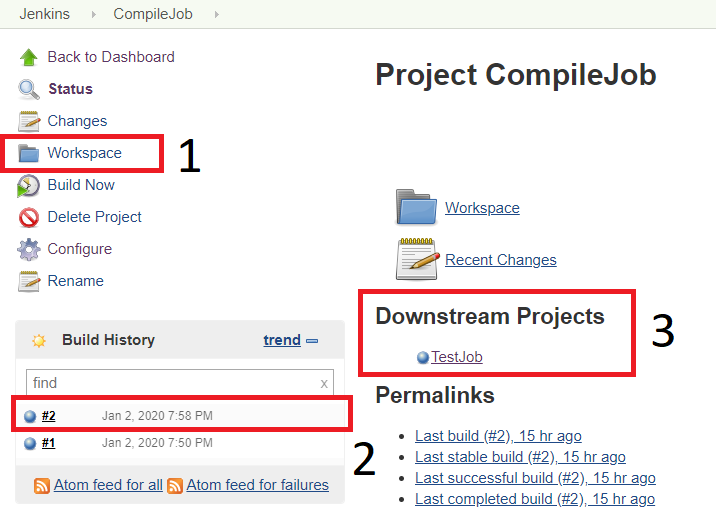 Jenkins CompileJob
Back to Dashboard
Status
Changes
Workspace
1
Build Now
Delete Project
Configure
Rename
Build History trend
find x
#2 Jan 2, 2020 7:58 PM
#1 Jan 2, 2020 7:50 PM
2
Atom feed for all Atom feed for failures
Project CompileJob
Workspace
Recent Changes
Downstream Projects
3
TestJob
Permalinks
Last build (#2), 15 hr ago
Last stable build (#2), 15 hr ago
Last successful build (#2), 15 hr ago
Last completed build (#2), 15 hr ago